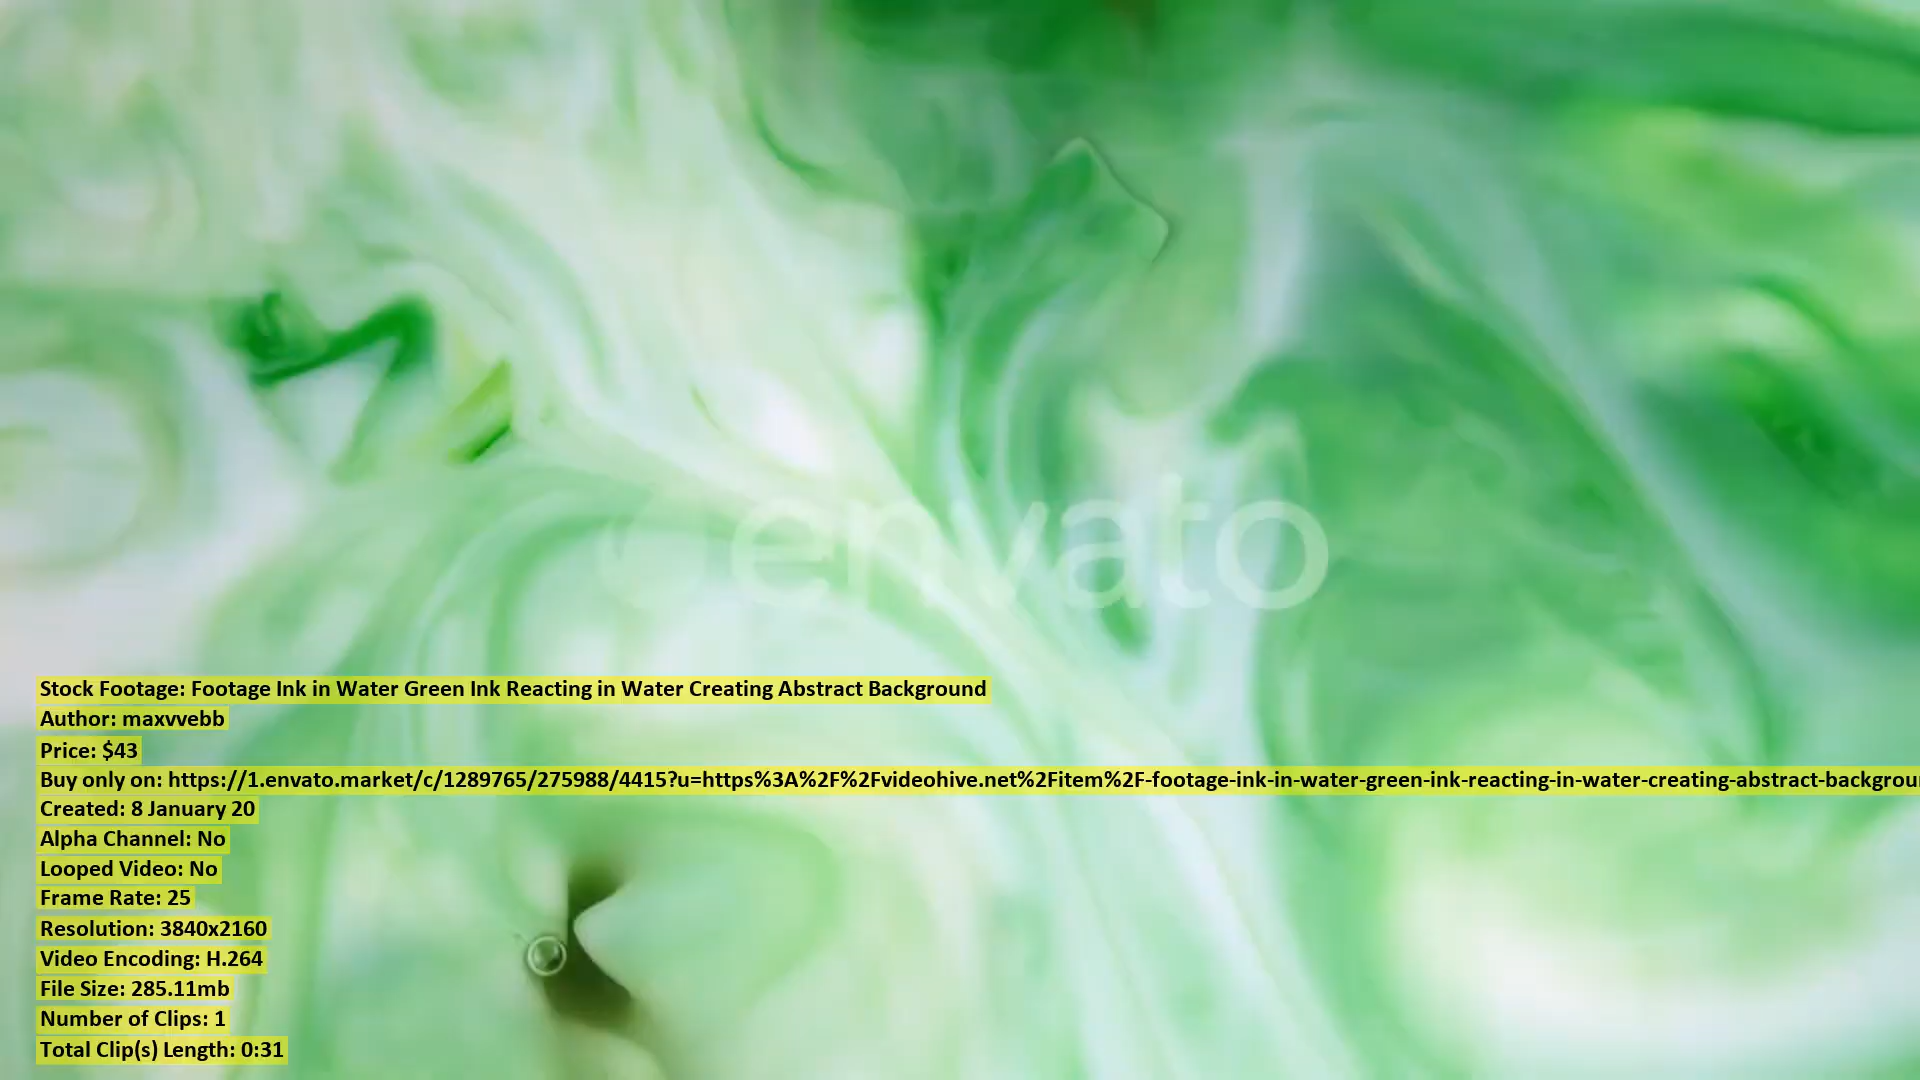 envato
Stock Footage: Footage Ink in Water Green Ink Reacting in Water Creating Abstract Background
Author: maxvvebb
Price: $43
Buy only on: https://1.envato.market/c/1289765/275988/4415?u=https%3A%2F%2Fvideohive.net%2Fitem%2F-footage-ink-in-water-green-ink-reacting-in-water-creating-abstract-backgroun
Created: 8 January 20
Alpha Channel: No
Looped Video: No
Frame Rate: 25
Resolution: 3840x2160
Video Encoding: H.264
File Size: 285.11mb
Number of Clips: 1
Total Clip(s) Length: 0:31